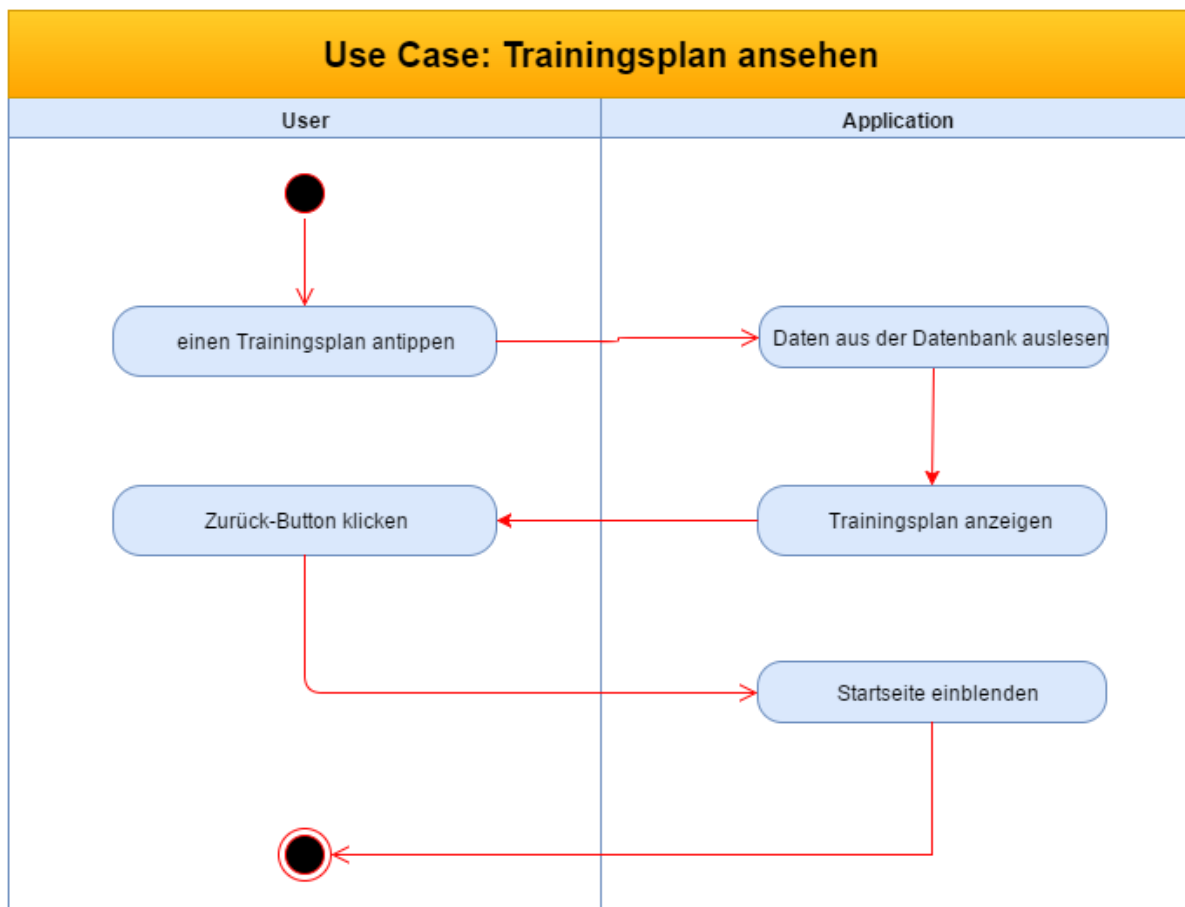 Use Case: Trainingsplan ansehen
User
Application
einen Trainingsplan antippen
Daten aus der Datenbank auslesen
Zurück-Button klicken
Trainingsplan anzeigen
Startseite einblenden